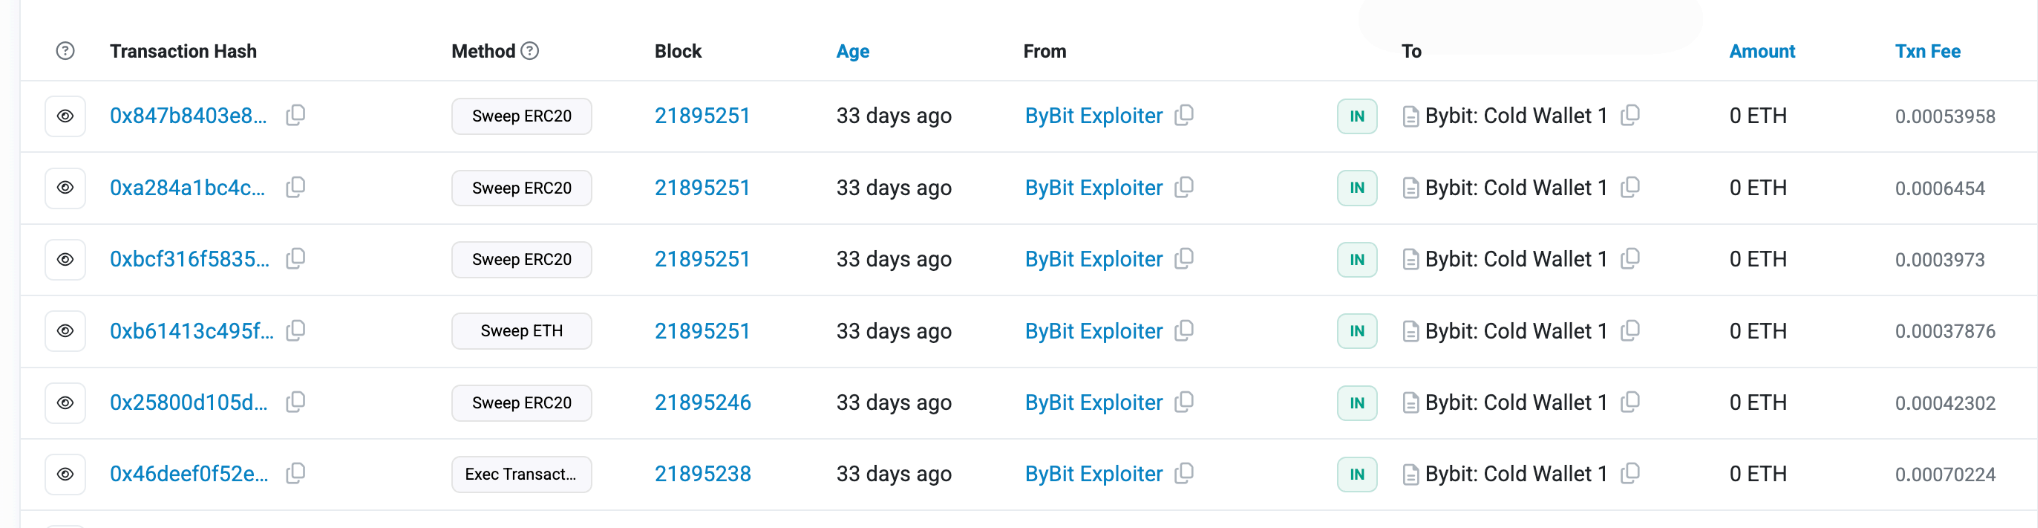 Transaction Hash Method Block Age From To Amount Txn Fee
0x847b8403e8... Sweep ERC20 21895251 33 days ago ByBit Exploiter IN Bybit: Cold Wallet 1 0 ETH 0.00053958
0xa284a1bc4c... Sweep ERC20 21895251 33 days ago ByBit Exploiter IN Bybit: Cold Wallet 1 0 ETH 0.0006454
0xbcf316f5835... Sweep ERC20 21895251 33 days ago ByBit Exploiter IN Bybit: Cold Wallet 1 0 ETH 0.0003973
0xb61413c495f... Sweep ETH 21895251 33 days ago ByBit Exploiter IN Bybit: Cold Wallet 1 0 ETH 0.00037876
0x25800d105d... Sweep ERC20 21895246 33 days ago ByBit Exploiter IN Bybit: Cold Wallet 1 0 ETH 0.00042302
0x46deef0f52e... Exec Transact... 21895238 33 days ago ByBit Exploiter IN Bybit: Cold Wallet 1 0 ETH 0.00070224